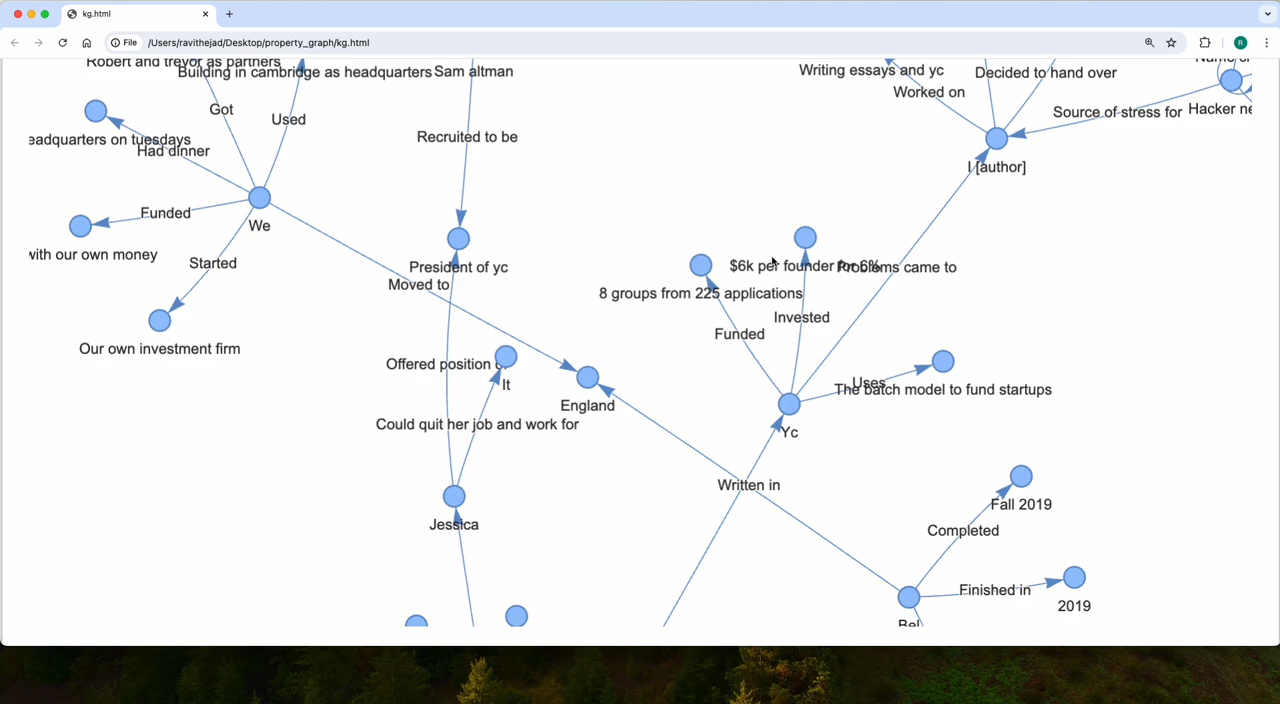 kg.html
File
/Users/ravithejad/Desktop/property_graph/kg.html
R
Robert and trevor as partners
Building in cambridge as headquarters
Sam altman
Writing essays and yc
Decided to hand over
Worked on
Source of stress for
Hacker ne
Got
Used
eadquarters on tuesdays
Had dinner
Recruited to be
I [author]
Funded
We
with our own money
Started
President of yc
Moved to
$6k per founder for 6%
Problems came to
8 groups from 225 applications
Invested
Funded
Our own investment firm
Offered position
It
England
Uses
The batch model to fund startups
Could quit her job and work for
Yc
Written in
Fall 2019
Jessica
Completed
Finished in
2019
Bel